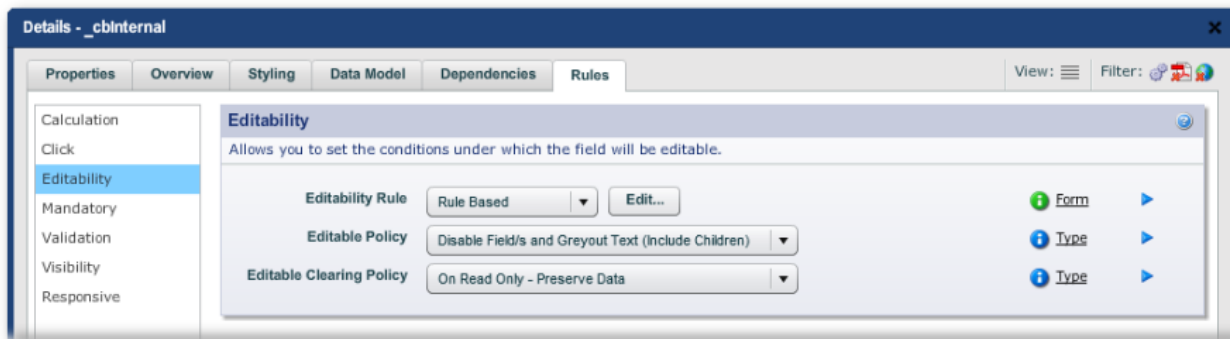 Details - _cbInternal
Properties Overview Styling Data Model Dependencies Rules View: Filter:
Calculation
Click
Editability
Mandatory
Validation
Visibility
Responsive
Editability
Allows you to set the conditions under which the field will be editable.
Editability Rule Rule Based Edit... Form
Editable Policy Disable Field/s and Greyout Text (Include Children) Type
Editable Clearing Policy On Read Only - Preserve Data Type